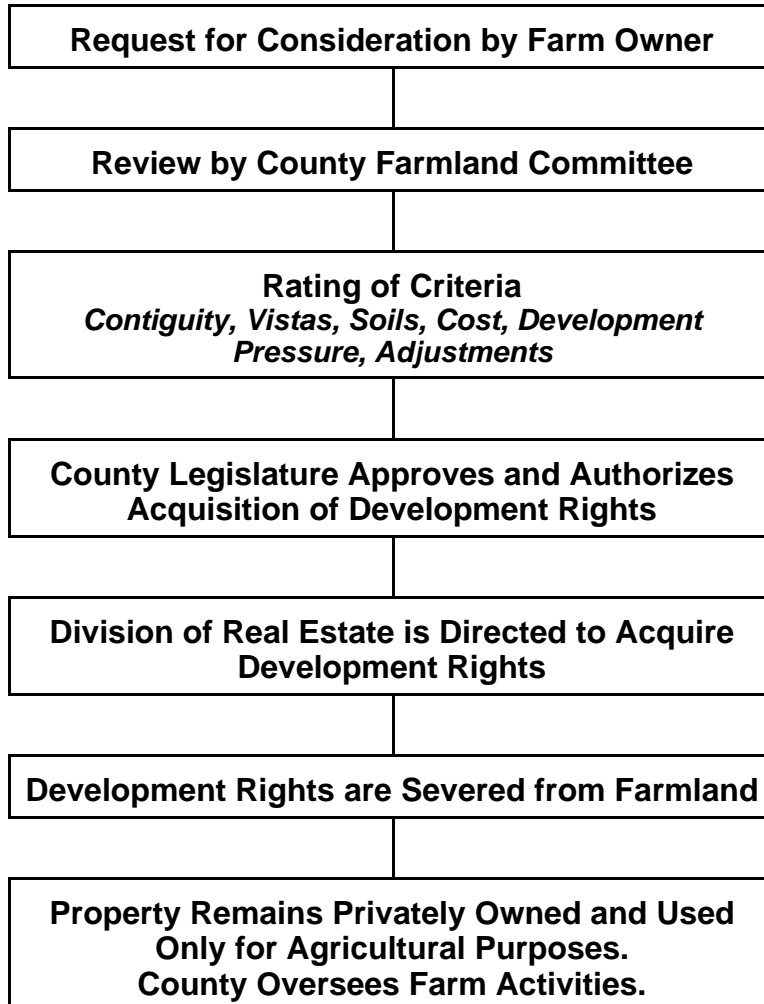 Request for Consideration by Farm Owner
Review by County Farmland Committee
Rating of Criteria
Contiguity, Vistas, Soils, Cost, Development
Pressure, Adjustments
County Legislature Approves and Authorizes
Acquisition of Development Rights
Division of Real Estate is Directed to Acquire
Development Rights
Development Rights are Severed from Farmland
Property Remains Privately Owned and Used
Only for Agricultural Purposes.
County Oversees Farm Activities.